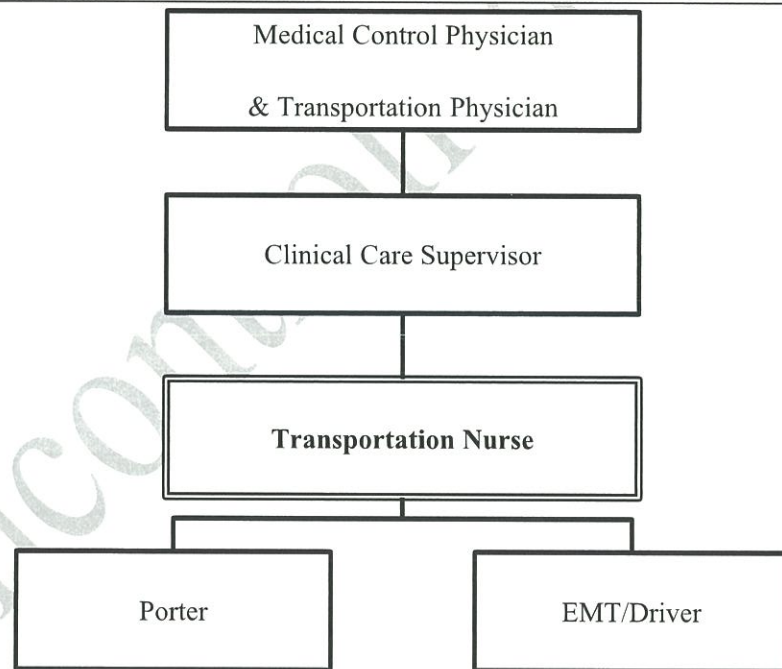 Medical Control Physician
& Transportation Physician
Clinical Care Supervisor
Transportation Nurse
Porter
EMT/Driver